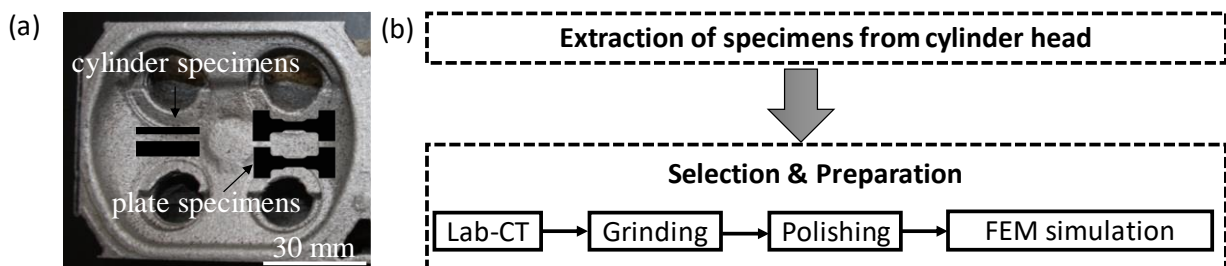 (a)
cylinder specimens
plate specimens
30 mm
(b)
Extraction of specimens from cylinder head
Selection & Preparation
Lab-CT
Grinding
Polishing
FEM simulation